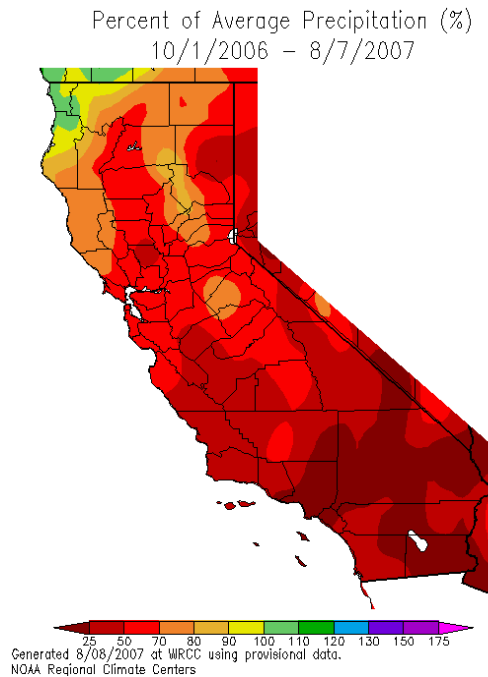 Percent of Average Precipitation (%)
10/1/2006 – 8/7/2007
25 50 70 80 90 100 110 120 130 150 175
Generated 8/08/2007 at WRCC using provisional data.
NOAA Regional Climate Centers